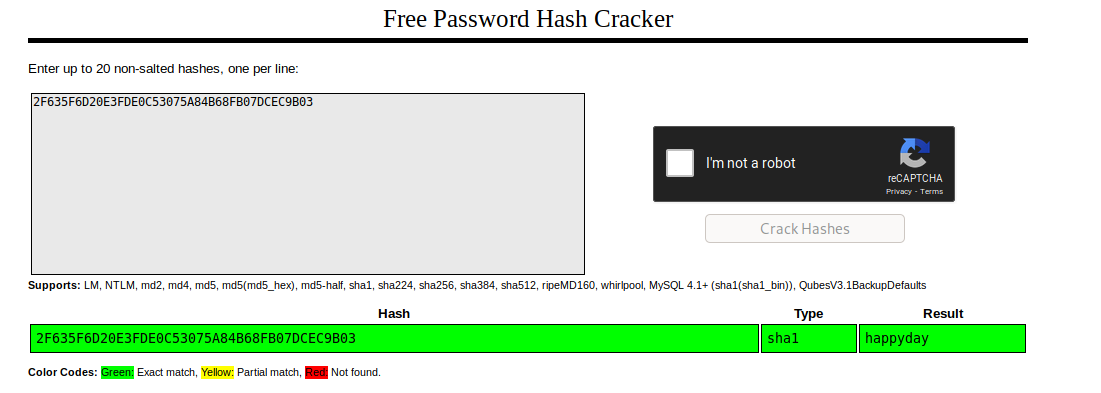 Free Password Hash Cracker
Enter up to 20 non-salted hashes, one per line:
2F635F6D20E3FDE0C53075A84B68FB07DCEC9B03
I'm not a robot
reCAPTCHA
Privacy - Terms
Crack Hashes
Supports: LM, NTLM, md2, md4, md5, md5(md5_hex), md5-half, sha1, sha224, sha256, sha384, sha512, ripeMD160, whirlpool, MySQL 4.1+ (sha1(sha1_bin)), QubesV3.1BackupDefaults
Hash Type Result
2F635F6D20E3FDE0C53075A84B68FB07DCEC9B03 sha1 happyday
Color Codes: Green: Exact match, Yellow: Partial match, Red: Not found.